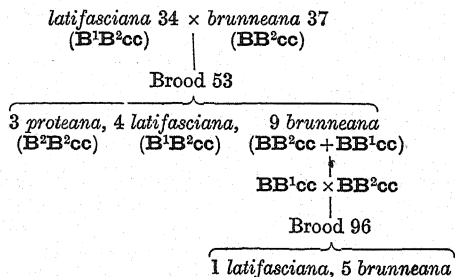 latifasciana 34 × brunneana 37
(B¹B²cc) (BB²cc)
Brood 53
3 proteana, 4 latifasciana, 9 brunneana
(B²B²cc) (B¹B²cc) (BB²cc + BB¹cc)
BB¹cc × BB²cc
Brood 96
1 latifasciana, 5 brunneana